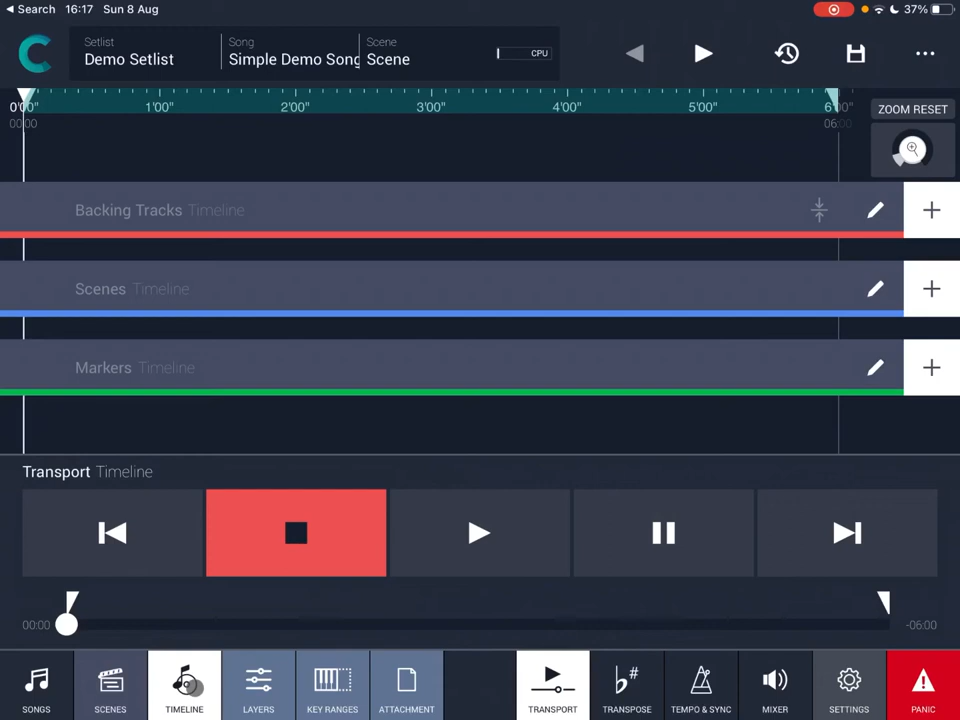 Search 16:17 Sun 8 Aug 37%
Setlist Song Scene
Demo Setlist Simple Demo Song Scene CPU
0'00" 1'00" 2'00" 3'00" 4'00" 5'00" 6'00" ZOOM RESET
00:00 06:00
Backing Tracks Timeline
Scenes Timeline
Markers Timeline
Transport Timeline
00:00 -06:00
SONGS SCENES TIMELINE LAYERS KEY RANGES ATTACHMENT TRANSPORT TRANSPOSE TEMPO & SYNC MIXER SETTINGS PANIC